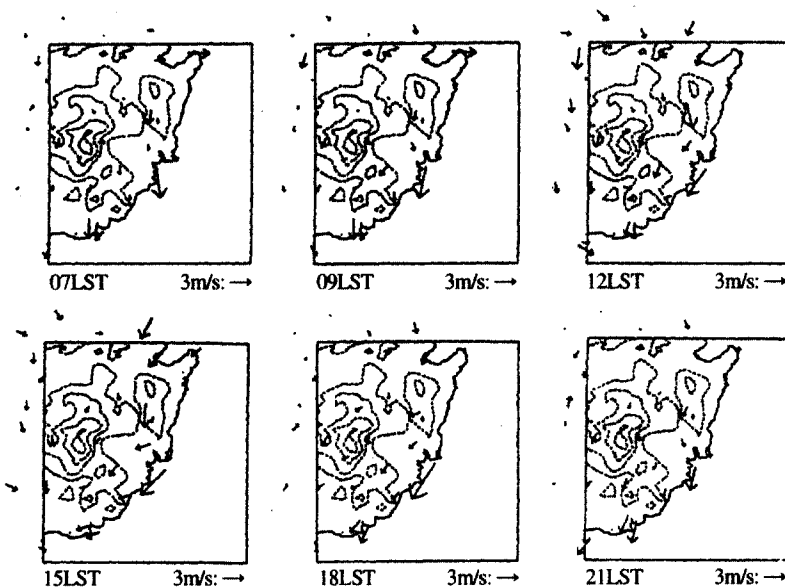 07LST 3m/s: →
09LST 3m/s: →
12LST 3m/s: →
15LST 3m/s: →
18LST 3m/s: →
21LST 3m/s: →